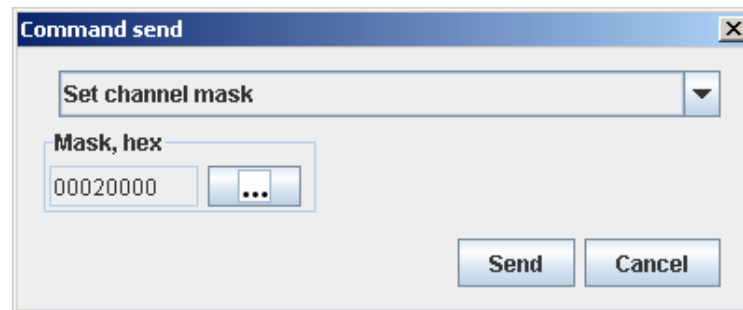 Command send
Set channel mask
Mask, hex
00020000
...
Send
Cancel